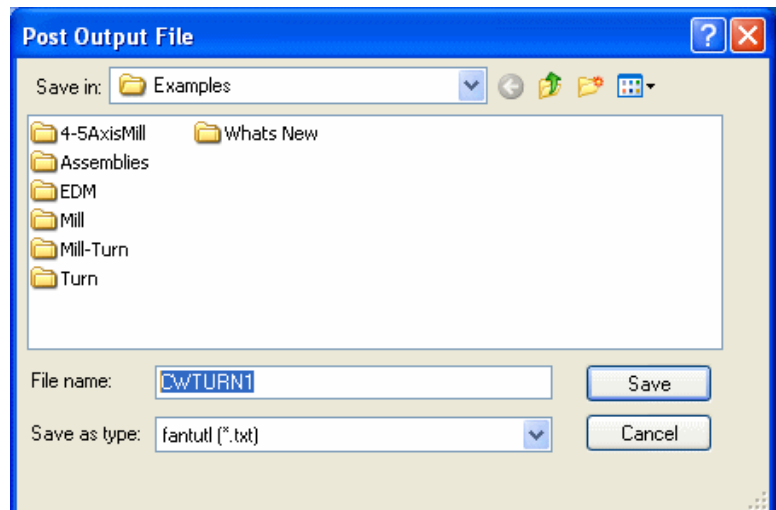 Post Output File
Save in: Examples
4-5AxisMill
Whats New
Assemblies
EDM
Mill
Mill-Turn
Turn
File name: CWTURN1
Save
Save as type: fantutl (*.txt)
Cancel